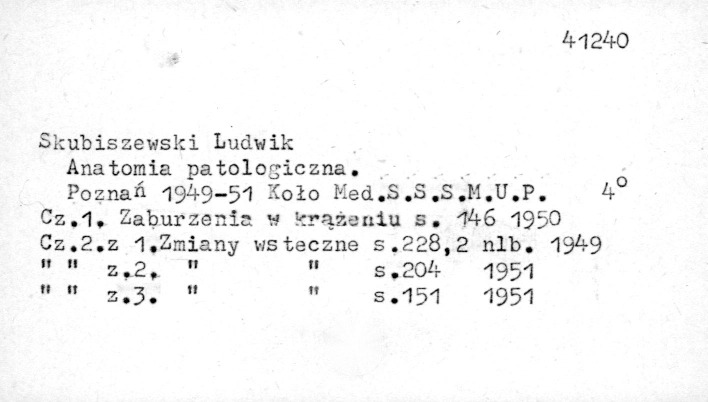 41240
Skubiszewski Ludwik
Anatomia patologiczna.
Poznań 1949-51 Koło Med.S.S.S.M.U.P. 4°
Cz.1. Zaburzenia w krążeniu s. 146 1950
Cz.2.z 1.Zmiany wsteczne s.228,2 nlb. 1949
" " z.2. " " s.204 1951
" " z.3. " " s.151 1951